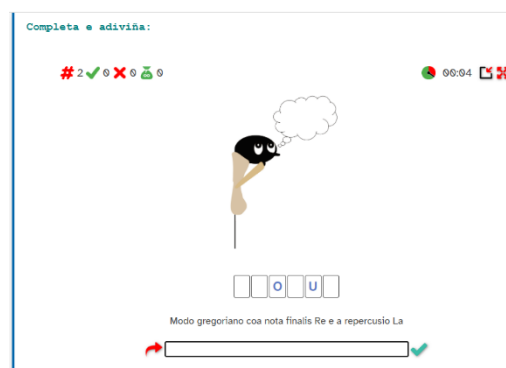 Completa e adiviña:
# 2 0 0 0
00:04
O U
Modo gregoriano coa nota finalis Re e a repercusio La